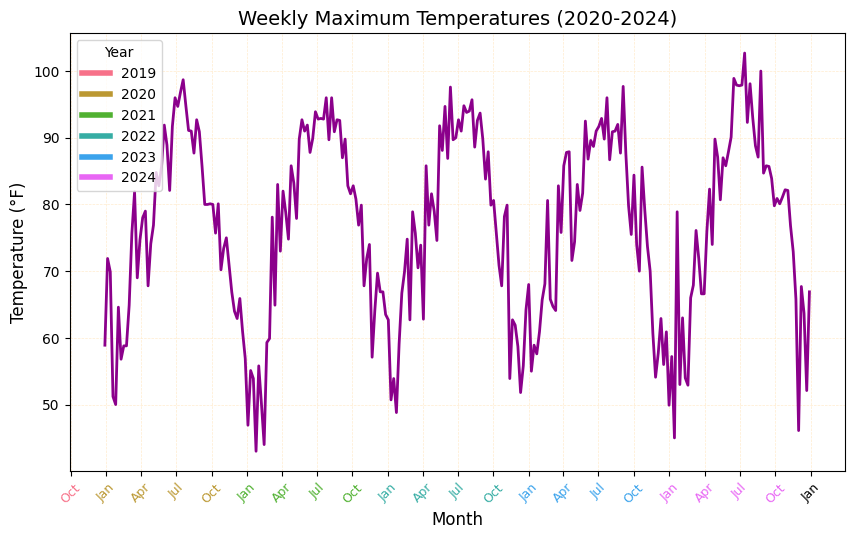 Weekly Maximum Temperatures (2020-2024)
Year
2019
2020
2021
2022
2023
2024
100
90
80
70
60
50
Temperature (°F)
Oct Jan Apr Jul Oct Jan Apr Jul Oct Jan Apr Jul Oct Jan Apr Jul Oct Jan Apr Jul Oct Jan
Month